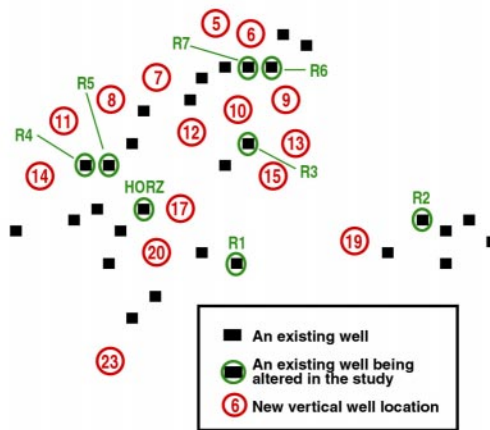 5
R7
6
R5
7
R6
8
9
10
11
12
13
R4
R3
14
15
HORZ
17
R2
R1
19
20
An existing well
An existing well being
altered in the study
23
6 New vertical well location